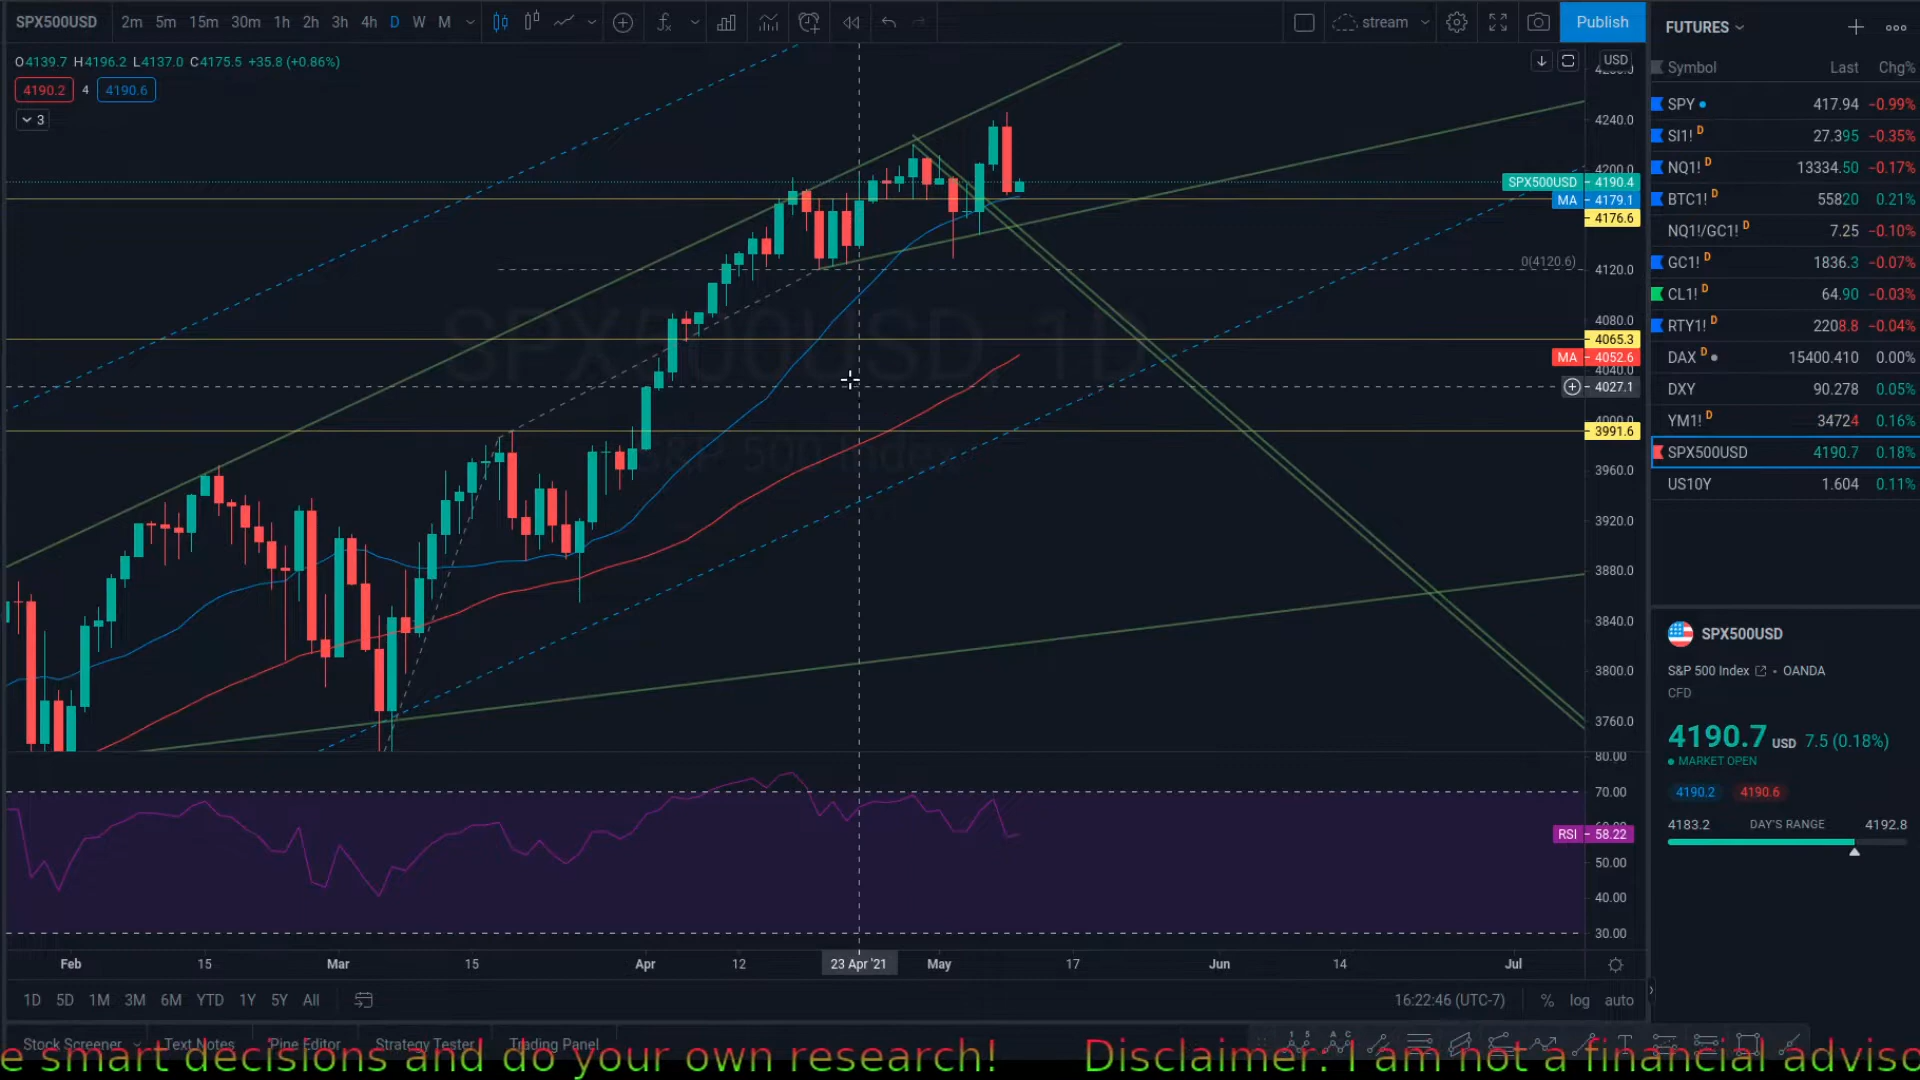 SPX500USD 2m 5m 15m 30m 1h 2h 3h 4h D W M stream Publish
O4139.7 H4196.2 L4137.0 C4175.5 +35.8 (+0.86%)
4190.2 4 4190.6
3
USD
4240.0
4200.0
SPX500USD 4190.4
MA 4179.1
4176.6
0(4120.6) 4120.0
4080.0
4065.3
MA 4052.6
4040.0
4027.1
4000.0
3991.6
3960.0
3920.0
3880.0
3840.0
3800.0
3760.0
SPX500USD, 1D
S&P 500 Index
80.00
70.00
RSI 58.22
50.00
40.00
30.00
Feb 15 Mar 15 Apr 12 23 Apr '21 May 17 Jun 14 Jul
1D 5D 1M 3M 6M YTD 1Y 5Y All 16:22:46 (UTC-7) % log auto
Stock Screener Text Notes Pine Editor Strategy Tester Trading Panel
e smart decisions and do your own research! Disclaimer: I am not a financial adviso
FUTURES
Symbol Last Chg%
SPY 417.94 −0.99%
SI1! D 27.395 −0.35%
NQ1! D 13334.50 −0.17%
BTC1! D 55820 0.21%
NQ1!/GC1! D 7.25 −0.10%
GC1! D 1836.3 −0.07%
CL1! D 64.90 −0.03%
RTY1! D 2208.8 −0.04%
DAX D 15400.410 0.00%
DXY 90.278 0.05%
YM1! D 34724 0.16%
SPX500USD 4190.7 0.18%
US10Y 1.604 0.11%
SPX500USD
S&P 500 Index • OANDA
CFD
4190.7 USD 7.5 (0.18%)
MARKET OPEN
4190.2 4190.6
4183.2 DAY'S RANGE 4192.8